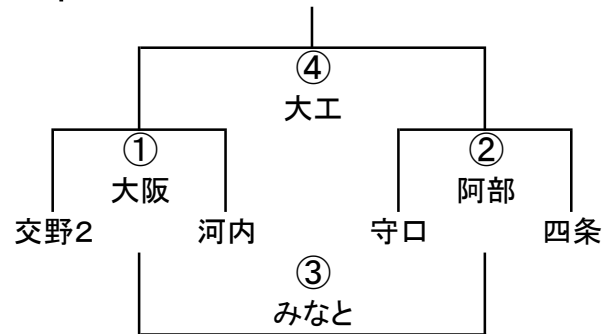 ④
大工
① ②
大阪 阿部
交野２ 河内 守口 四条
③
みなと